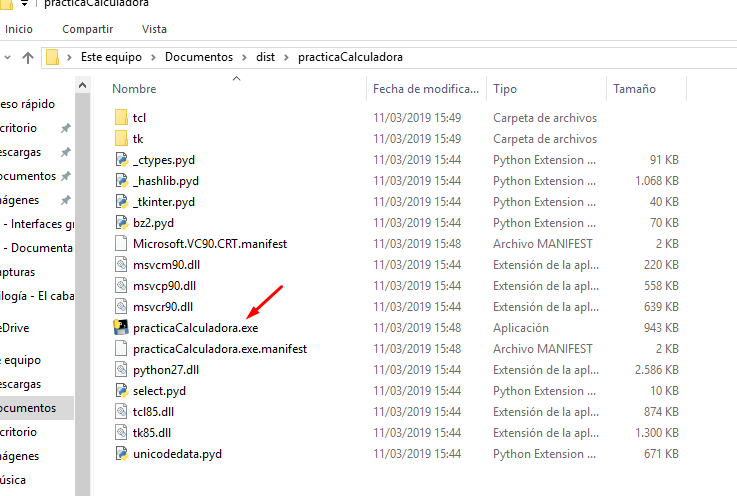 practicaCalculadora
Inicio Compartir Vista
Este equipo > Documentos > dist > practicaCalculadora
Nombre Fecha de modifica... Tipo Tamaño
eso rápido
critorio
escargas
ocumentos
nágenes
- Interfaces gr
- Documenta
apturas
ilogía - El caba
eDrive
e equipo
escargas
ocumentos
critorio
nágenes
úsica
tcl 11/03/2019 15:49 Carpeta de archivos
tk 11/03/2019 15:49 Carpeta de archivos
_ctypes.pyd 11/03/2019 15:44 Python Extension ... 91 KB
_hashlib.pyd 11/03/2019 15:44 Python Extension ... 1.068 KB
_tkinter.pyd 11/03/2019 15:44 Python Extension ... 40 KB
bz2.pyd 11/03/2019 15:44 Python Extension ... 70 KB
Microsoft.VC90.CRT.manifest 11/03/2019 15:48 Archivo MANIFEST 2 KB
msvcm90.dll 11/03/2019 15:44 Extensión de la apl... 220 KB
msvcp90.dll 11/03/2019 15:44 Extensión de la apl... 558 KB
msvcr90.dll 11/03/2019 15:44 Extensión de la apl... 639 KB
practicaCalculadora.exe 11/03/2019 15:48 Aplicación 943 KB
practicaCalculadora.exe.manifest 11/03/2019 15:48 Archivo MANIFEST 2 KB
python27.dll 11/03/2019 15:44 Extensión de la apl... 2.586 KB
select.pyd 11/03/2019 15:44 Python Extension ... 10 KB
tcl85.dll 11/03/2019 15:44 Extensión de la apl... 874 KB
tk85.dll 11/03/2019 15:44 Extensión de la apl... 1.300 KB
unicodedata.pyd 11/03/2019 15:44 Python Extension ... 671 KB